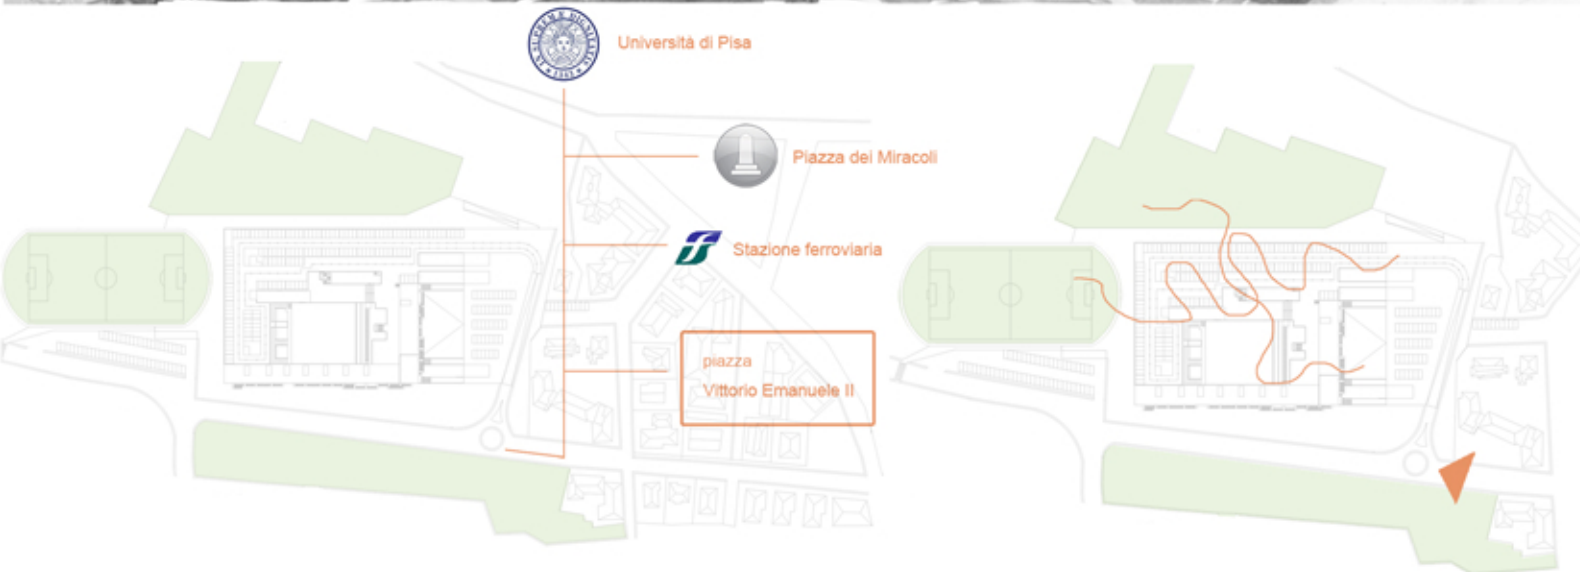 Università di Pisa
Piazza dei Miracoli
Stazione ferroviaria
piazza
Vittorio Emanuele II